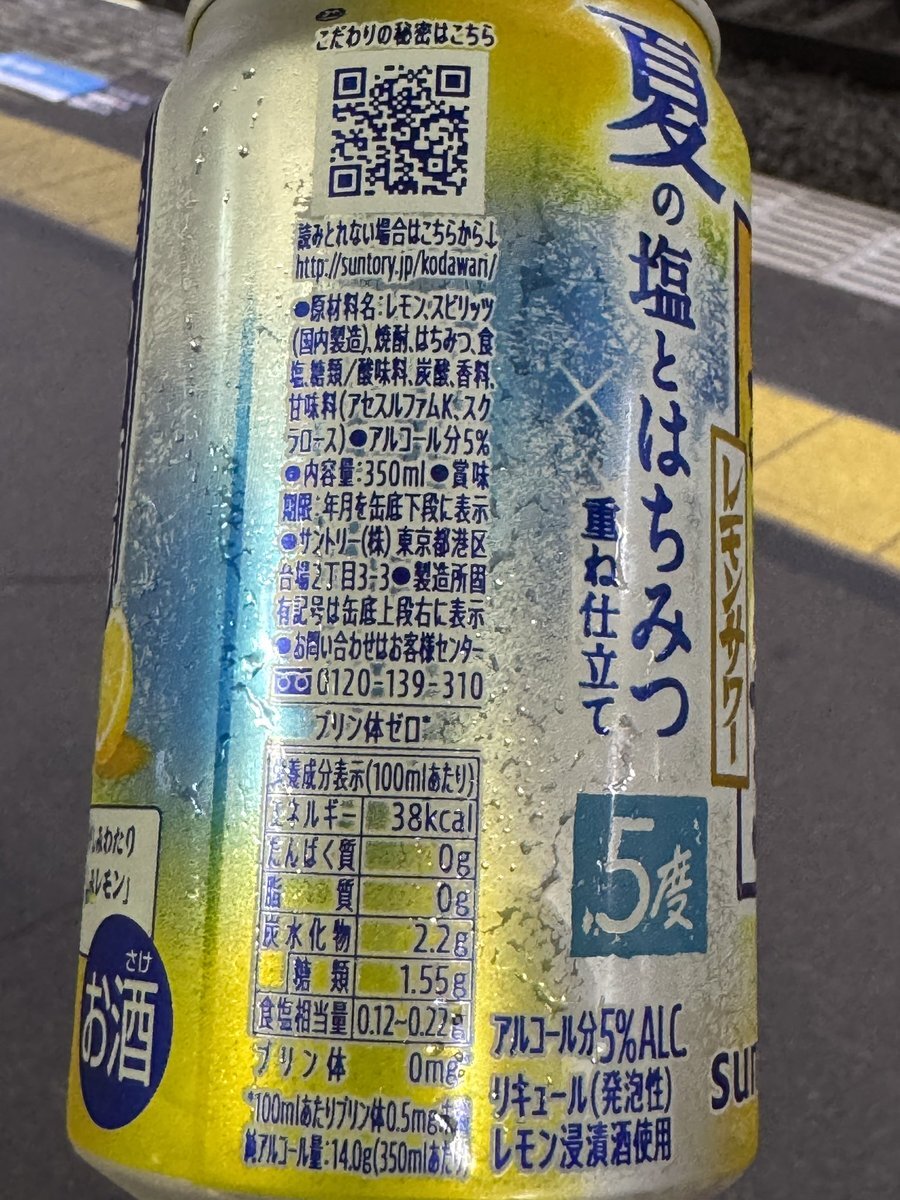 こだわりの秘密はこちら
読みとれない場合はこちらから↓
http://suntory.jp/kodawari/
●原材料名：レモン、スピリッツ
(国内製造)、焼酎、はちみつ、食
塩、糖類/酸味料、炭酸、香料、
甘味料(アセスルファムK、スク
ラロース)●アルコール分5%
●内容量：350ml●賞味
期限：年月を缶底下段に表示
●サントリー(株)東京都港区
台場2丁目3-3●製造所固
有記号は缶底上段右に表示
●お問い合わせはお客様センター
0120-139-310
プリン体ゼロ*
栄養成分表示(100mlあたり)
エネルギー 38kcal
たんぱく質 0g
脂質 0g
炭水化物 2.2g
糖類 1.55g
食塩相当量 0.12~0.22g
プリン体 0mg*
*100mlあたりプリン体0.5mg未満
純アルコール量：14.0g(350mlあたり)
夏の塩とはちみつ
×
重ね仕立て
レモンサワー
5度
アルコール分5%ALC
リキュール(発泡性)
レモン浸漬酒使用
sun
わたり
レモン」
さけ
お酒